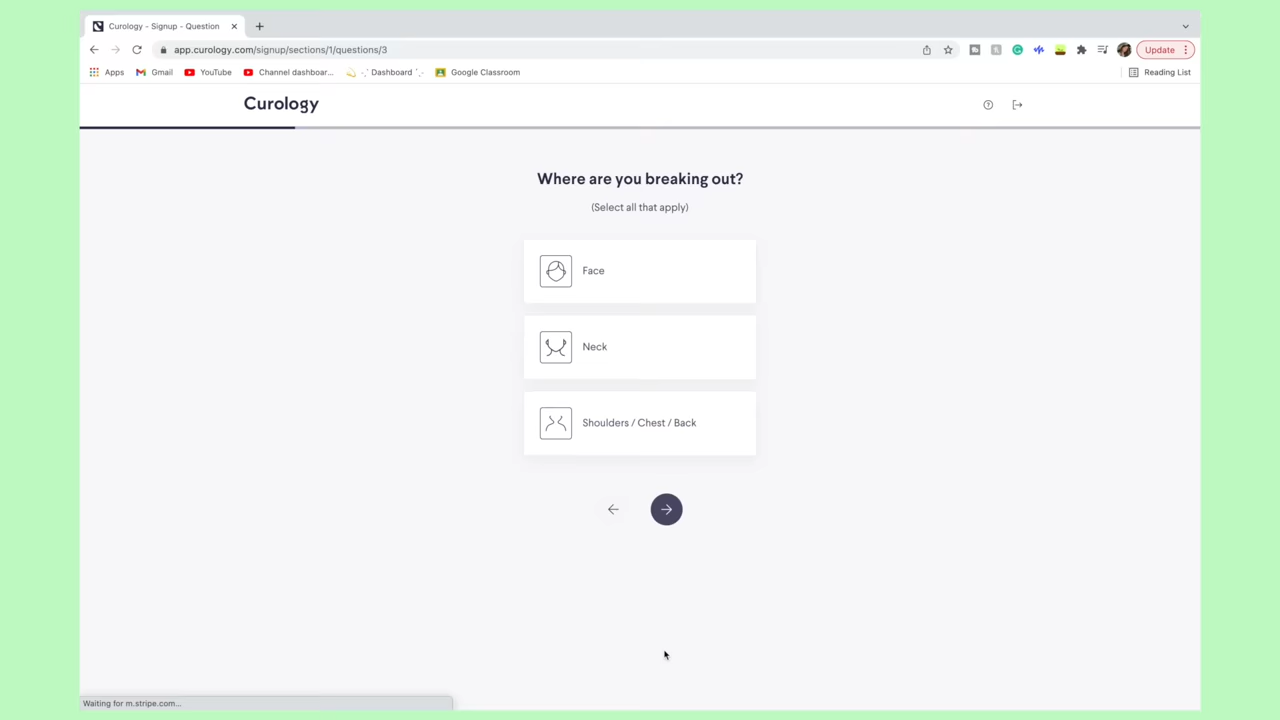 Curology - Signup - Question
app.curology.com/signup/sections/1/questions/3
Update
Apps
Gmail
YouTube
Channel dashboar...
Dashboard
Google Classroom
Reading List
Curology
Where are you breaking out?
(Select all that apply)
Face
Neck
Shoulders / Chest / Back
Waiting for m.stripe.com...